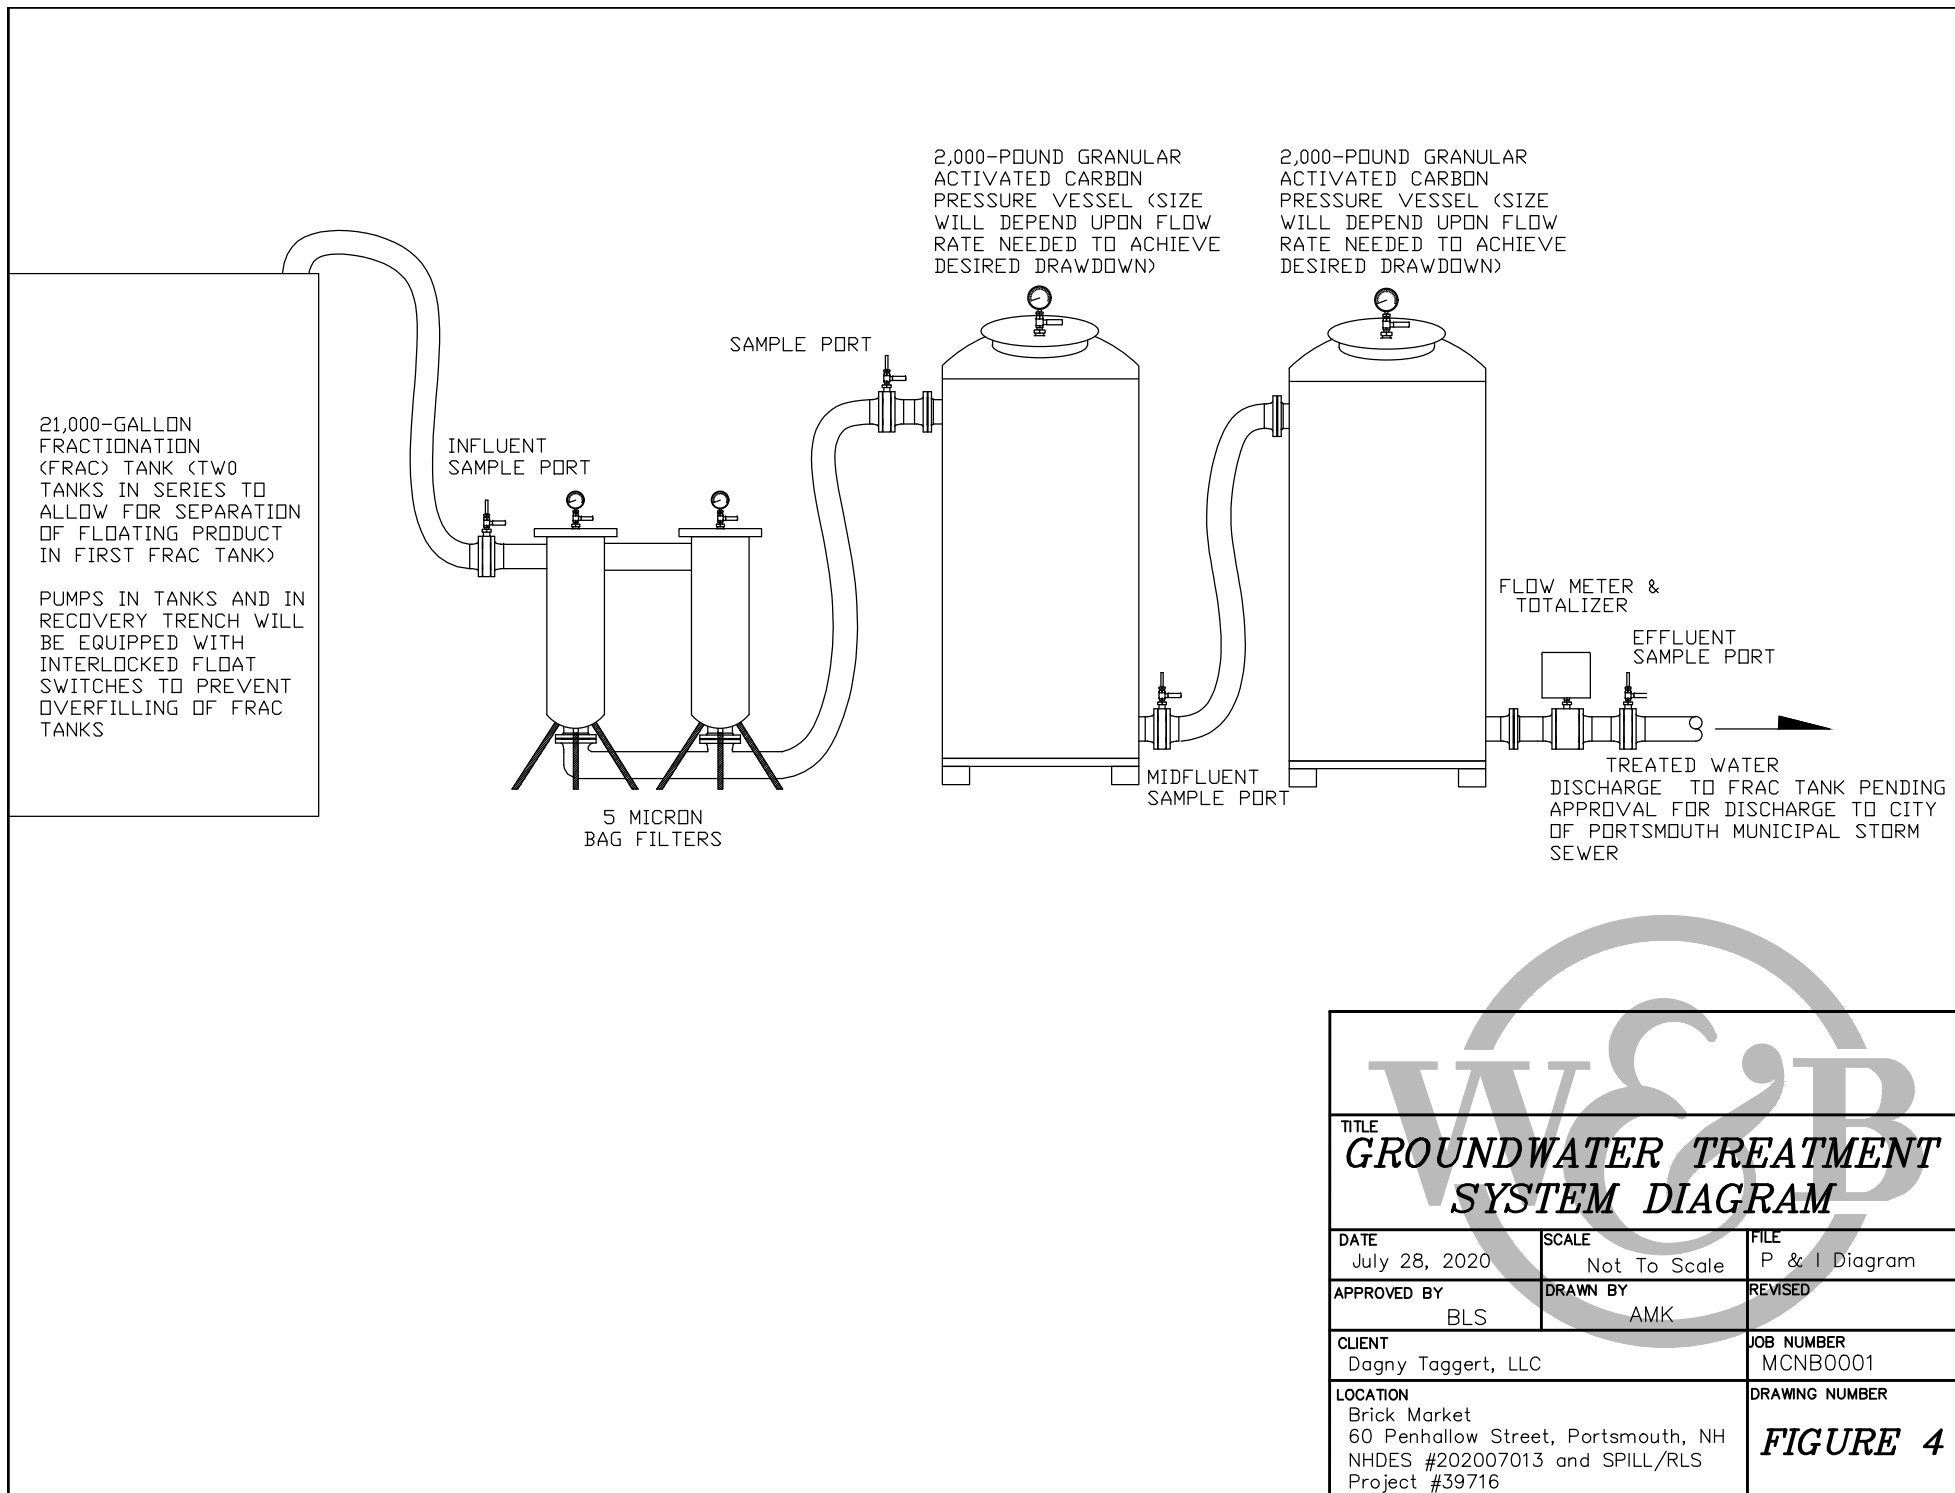 2,000-POUND GRANULAR
ACTIVATED CARBON
PRESSURE VESSEL (SIZE
WILL DEPEND UPON FLOW
RATE NEEDED TO ACHIEVE
DESIRED DRAWDOWN)
2,000-POUND GRANULAR
ACTIVATED CARBON
PRESSURE VESSEL (SIZE
WILL DEPEND UPON FLOW
RATE NEEDED TO ACHIEVE
DESIRED DRAWDOWN)
SAMPLE PORT
21,000-GALLON
FRACTIONATION
(FRAC) TANK (TWO
TANKS IN SERIES TO
ALLOW FOR SEPARATION
OF FLOATING PRODUCT
IN FIRST FRAC TANK)
PUMPS IN TANKS AND IN
RECOVERY TRENCH WILL
BE EQUIPPED WITH
INTERLOCKED FLOAT
SWITCHES TO PREVENT
OVERFILLING OF FRAC
TANKS
INFLUENT
SAMPLE PORT
5 MICRON
BAG FILTERS
MIDFLUENT
SAMPLE PORT
FLOW METER &
TOTALIZER
EFFLUENT
SAMPLE PORT
TREATED WATER
DISCHARGE TO FRAC TANK PENDING
APPROVAL FOR DISCHARGE TO CITY
OF PORTSMOUTH MUNICIPAL STORM
SEWER
W&B
TITLE
GROUNDWATER TREATMENT
SYSTEM DIAGRAM
DATE
July 28, 2020
SCALE
Not To Scale
FILE
P & I Diagram
APPROVED BY
BLS
DRAWN BY
AMK
REVISED
CLIENT
Dagny Taggert, LLC
JOB NUMBER
MCNB0001
LOCATION
Brick Market
60 Penhallow Street, Portsmouth, NH
NHDES #202007013 and SPILL/RLS
Project #39716
DRAWING NUMBER
FIGURE 4